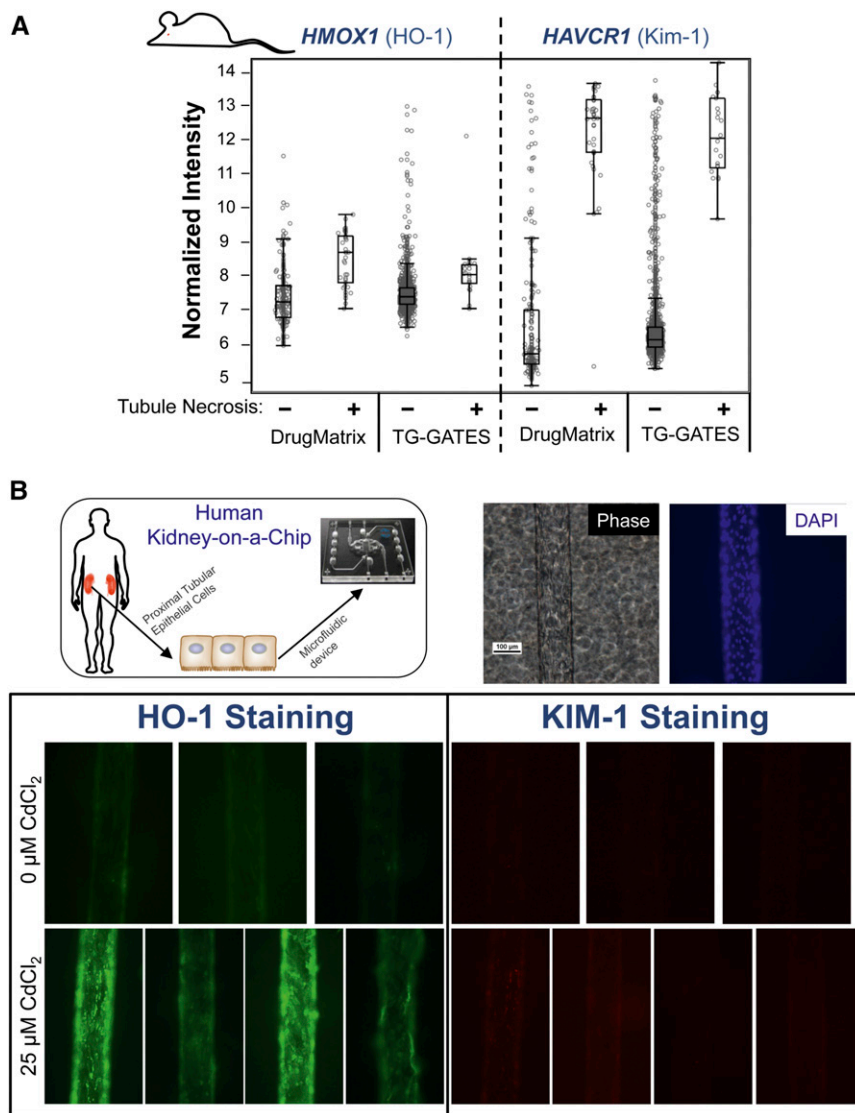 A
HMOX1 (HO-1)
HAVCR1 (Kim-1)
Normalized Intensity
14
13
12
11
10
9
8
7
6
5
Tubule Necrosis:
− + − + − + − +
DrugMatrix TG-GATES DrugMatrix TG-GATES
B
Human
Kidney-on-a-Chip
Proximal Tubular
Epithelial Cells
Microfluidic
device
Phase
100 μm
DAPI
HO-1 Staining
KIM-1 Staining
0 μM CdCl₂
25 μM CdCl₂